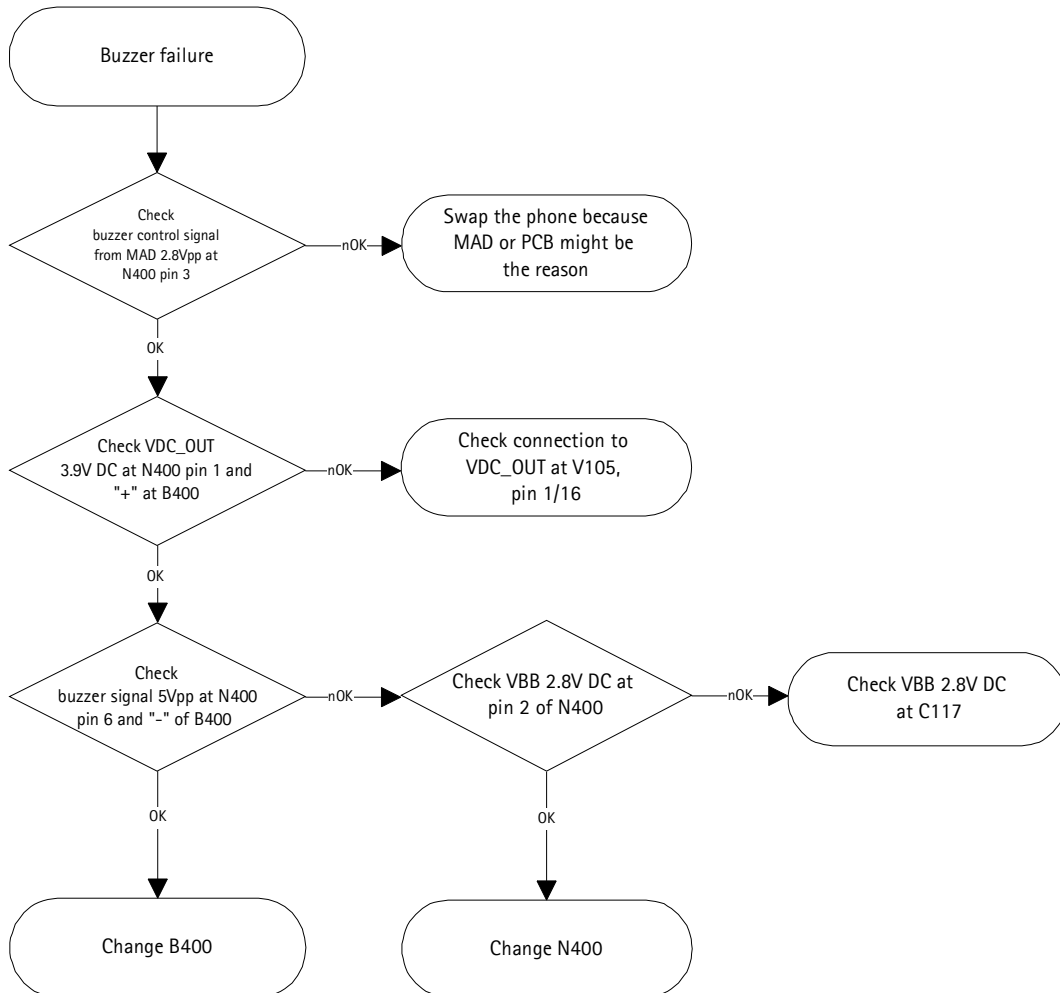 Buzzer failure
Check
buzzer control signal
from MAD 2.8Vpp at
N400 pin 3
nOK
Swap the phone because
MAD or PCB might be
the reason
OK
Check VDC_OUT
3.9V DC at N400 pin 1 and
"+" at B400
nOK
Check connection to
VDC_OUT at V105,
pin 1/16
OK
Check
buzzer signal 5Vpp at N400
pin 6 and "-" of B400
nOK
Check VBB 2.8V DC at
pin 2 of N400
nOK
Check VBB 2.8V DC
at C117
OK
OK
Change B400
Change N400